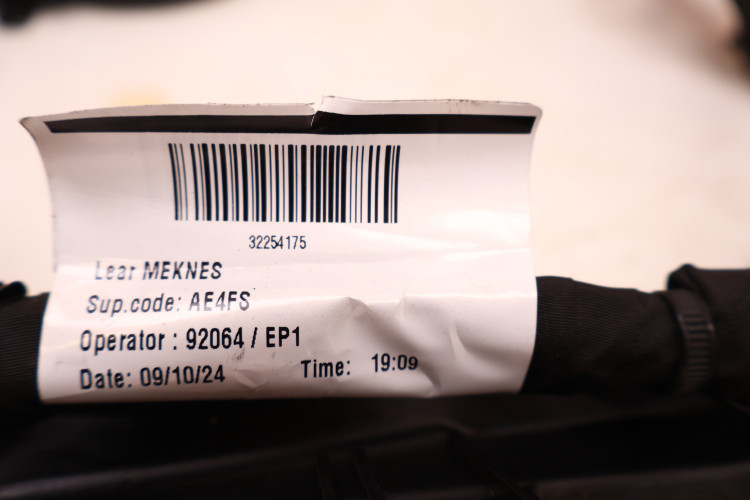 32254175
Lear MEKNES
Sup.code: AE4FS
Operator : 92064 / EP1
Date: 09/10/24 Time: 19:09